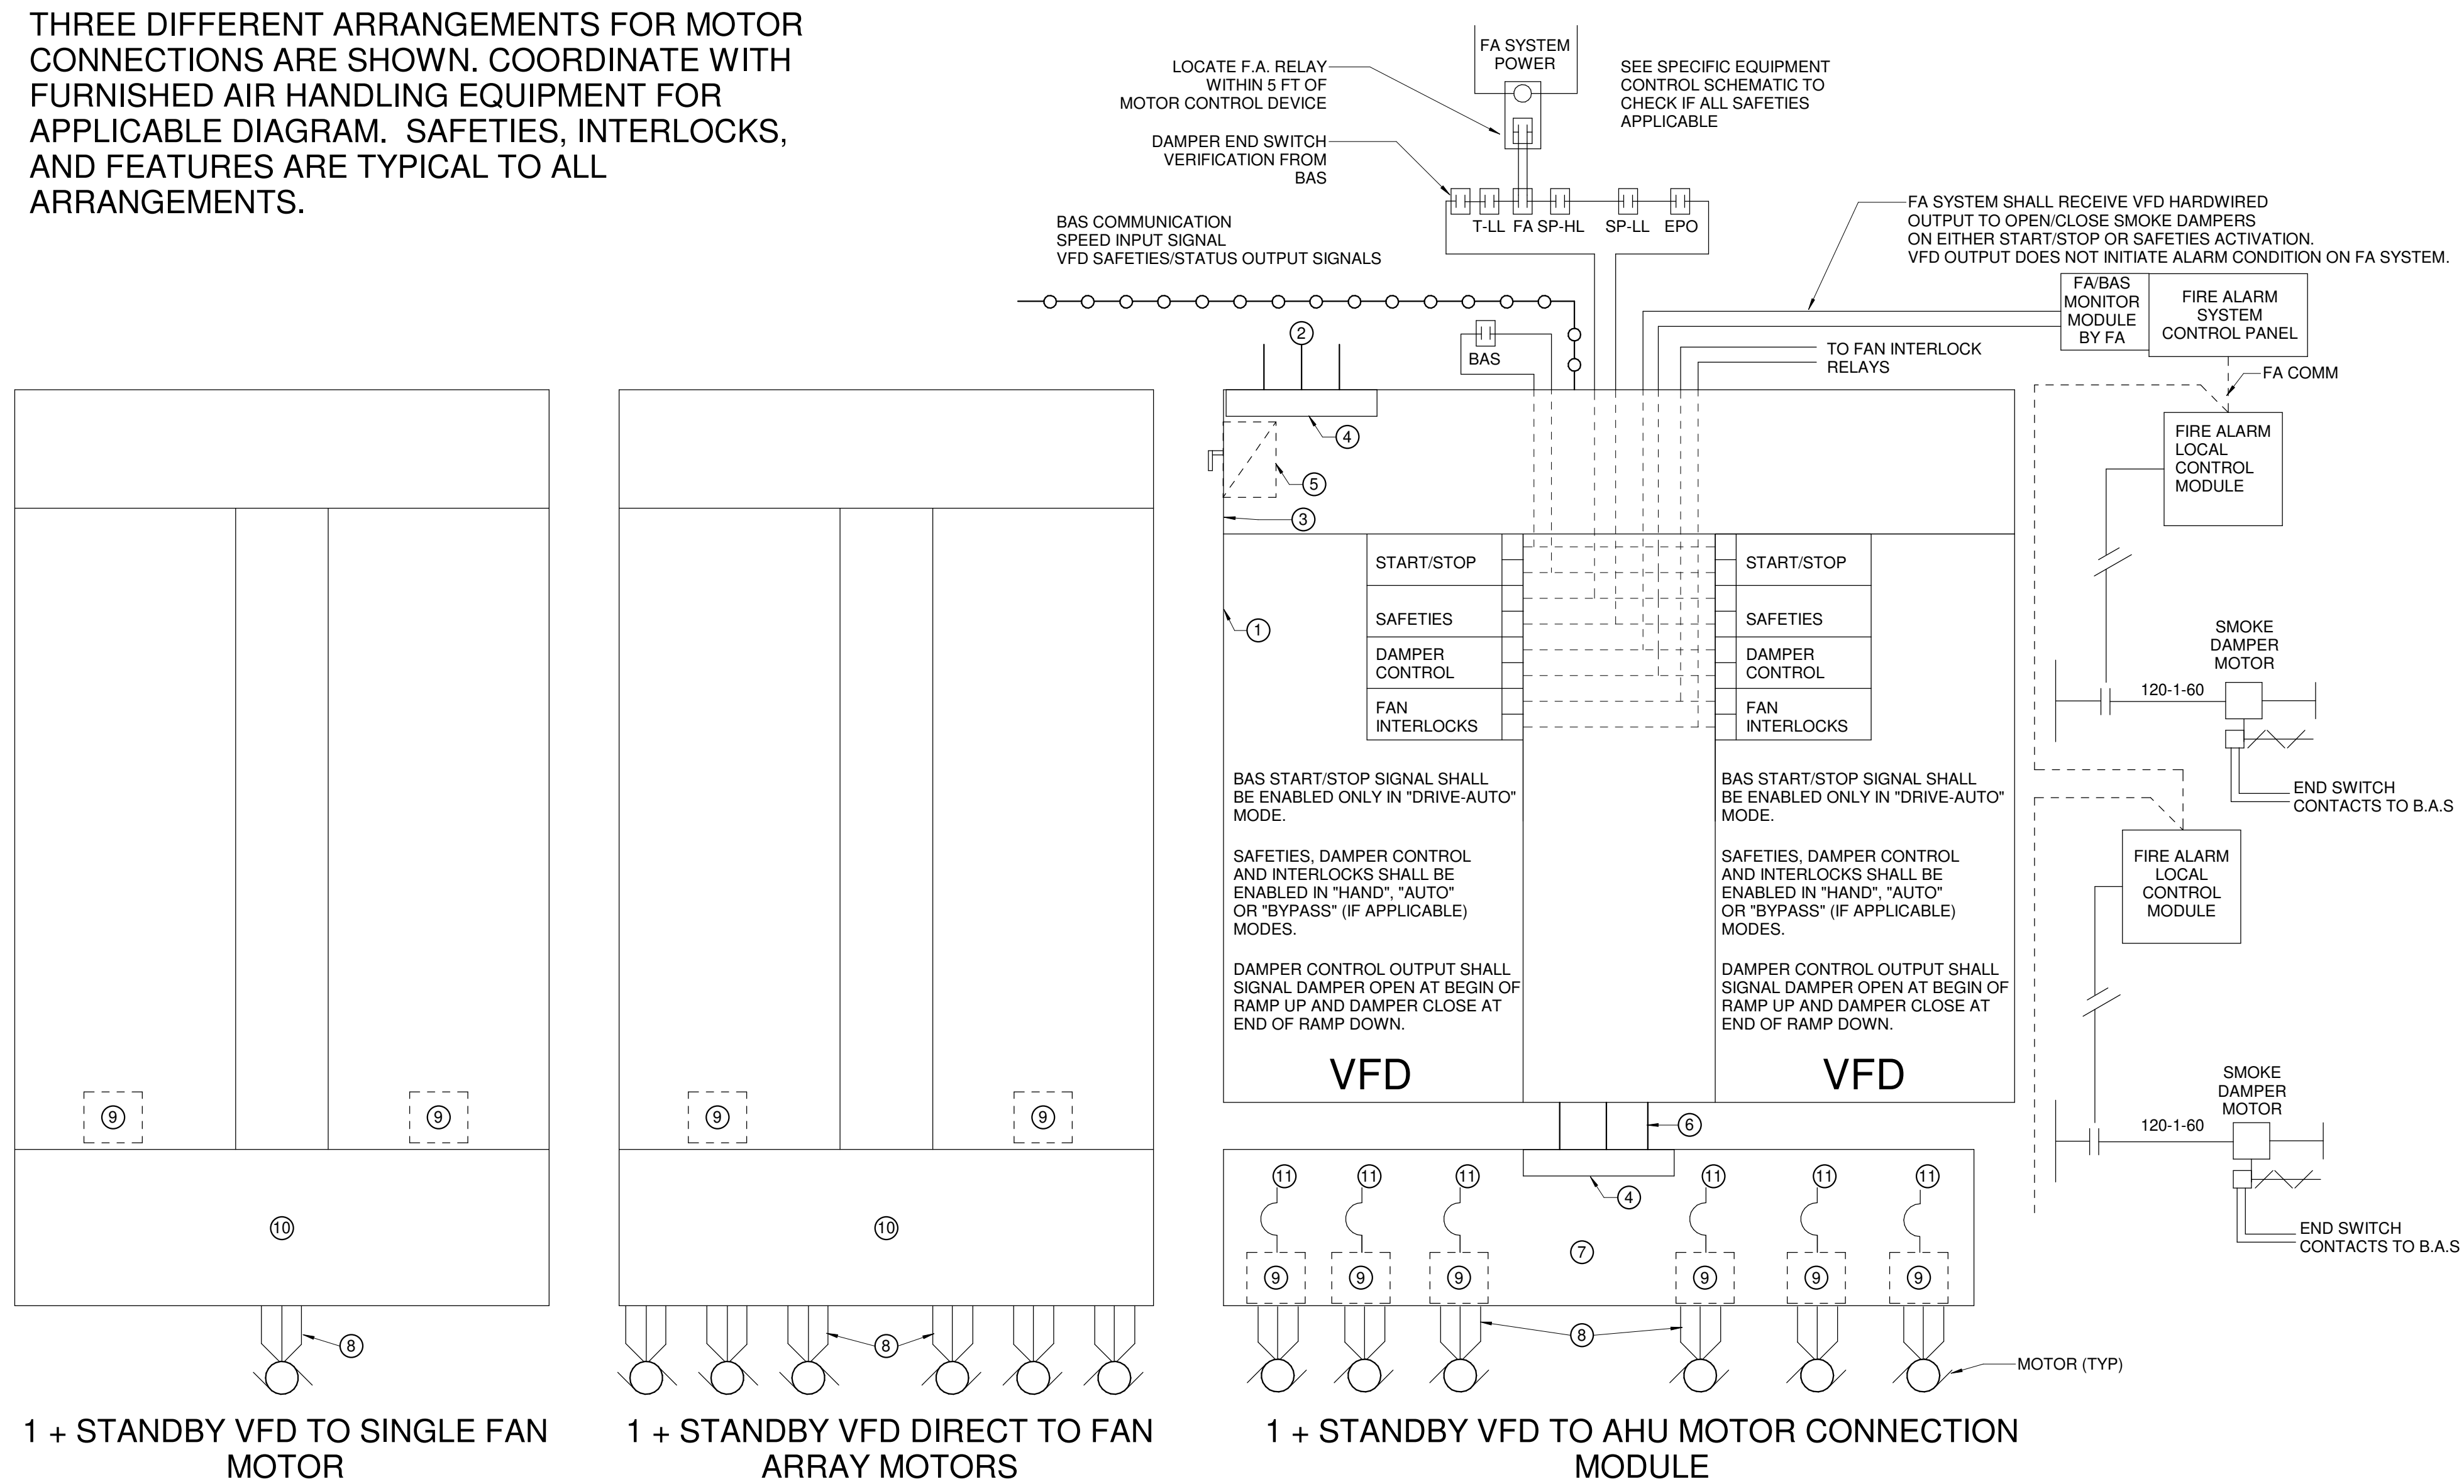 THREE DIFFERENT ARRANGEMENTS FOR MOTOR
CONNECTIONS ARE SHOWN. COORDINATE WITH
FURNISHED AIR HANDLING EQUIPMENT FOR
APPLICABLE DIAGRAM. SAFETIES, INTERLOCKS,
AND FEATURES ARE TYPICAL TO ALL
ARRANGEMENTS.
LOCATE F.A. RELAY
WITHIN 5 FT OF
MOTOR CONTROL DEVICE
FA SYSTEM
POWER
SEE SPECIFIC EQUIPMENT
CONTROL SCHEMATIC TO
CHECK IF ALL SAFETIES
APPLICABLE
DAMPER END SWITCH
VERIFICATION FROM
BAS
T-LL FA SP-HL SP-LL EPO
BAS COMMUNICATION
SPEED INPUT SIGNAL
VFD SAFETIES/STATUS OUTPUT SIGNALS
FA SYSTEM SHALL RECEIVE VFD HARDWIRED
OUTPUT TO OPEN/CLOSE SMOKE DAMPERS
ON EITHER START/STOP OR SAFETIES ACTIVATION.
VFD OUTPUT DOES NOT INITIATE ALARM CONDITION ON FA SYSTEM.
FA/BAS
MONITOR
MODULE
BY FA
FIRE ALARM
SYSTEM
CONTROL PANEL
2
BAS
TO FAN INTERLOCK
RELAYS
FA COMM
4
5
3
1
FIRE ALARM
LOCAL
CONTROL
MODULE
START/STOP
SAFETIES
DAMPER
CONTROL
FAN
INTERLOCKS
START/STOP
SAFETIES
DAMPER
CONTROL
FAN
INTERLOCKS
SMOKE
DAMPER
MOTOR
120-1-60
END SWITCH
CONTACTS TO B.A.S
BAS START/STOP SIGNAL SHALL
BE ENABLED ONLY IN "DRIVE-AUTO"
MODE.
SAFETIES, DAMPER CONTROL
AND INTERLOCKS SHALL BE
ENABLED IN "HAND", "AUTO"
OR "BYPASS" (IF APPLICABLE)
MODES.
DAMPER CONTROL OUTPUT SHALL
SIGNAL DAMPER OPEN AT BEGIN OF
RAMP UP AND DAMPER CLOSE AT
END OF RAMP DOWN.
VFD
BAS START/STOP SIGNAL SHALL
BE ENABLED ONLY IN "DRIVE-AUTO"
MODE.
SAFETIES, DAMPER CONTROL
AND INTERLOCKS SHALL BE
ENABLED IN "HAND", "AUTO"
OR "BYPASS" (IF APPLICABLE)
MODES.
DAMPER CONTROL OUTPUT SHALL
SIGNAL DAMPER OPEN AT BEGIN OF
RAMP UP AND DAMPER CLOSE AT
END OF RAMP DOWN.
VFD
FIRE ALARM
LOCAL
CONTROL
MODULE
SMOKE
DAMPER
MOTOR
120-1-60
END SWITCH
CONTACTS TO B.A.S
9 9
10
8
1 + STANDBY VFD TO SINGLE FAN
MOTOR
9 9
10
8
1 + STANDBY VFD DIRECT TO FAN
ARRAY MOTORS
6
11 11 11 11 11 11
4
7
9 9 9 9 9 9
8
MOTOR (TYP)
1 + STANDBY VFD TO AHU MOTOR CONNECTION
MODULE